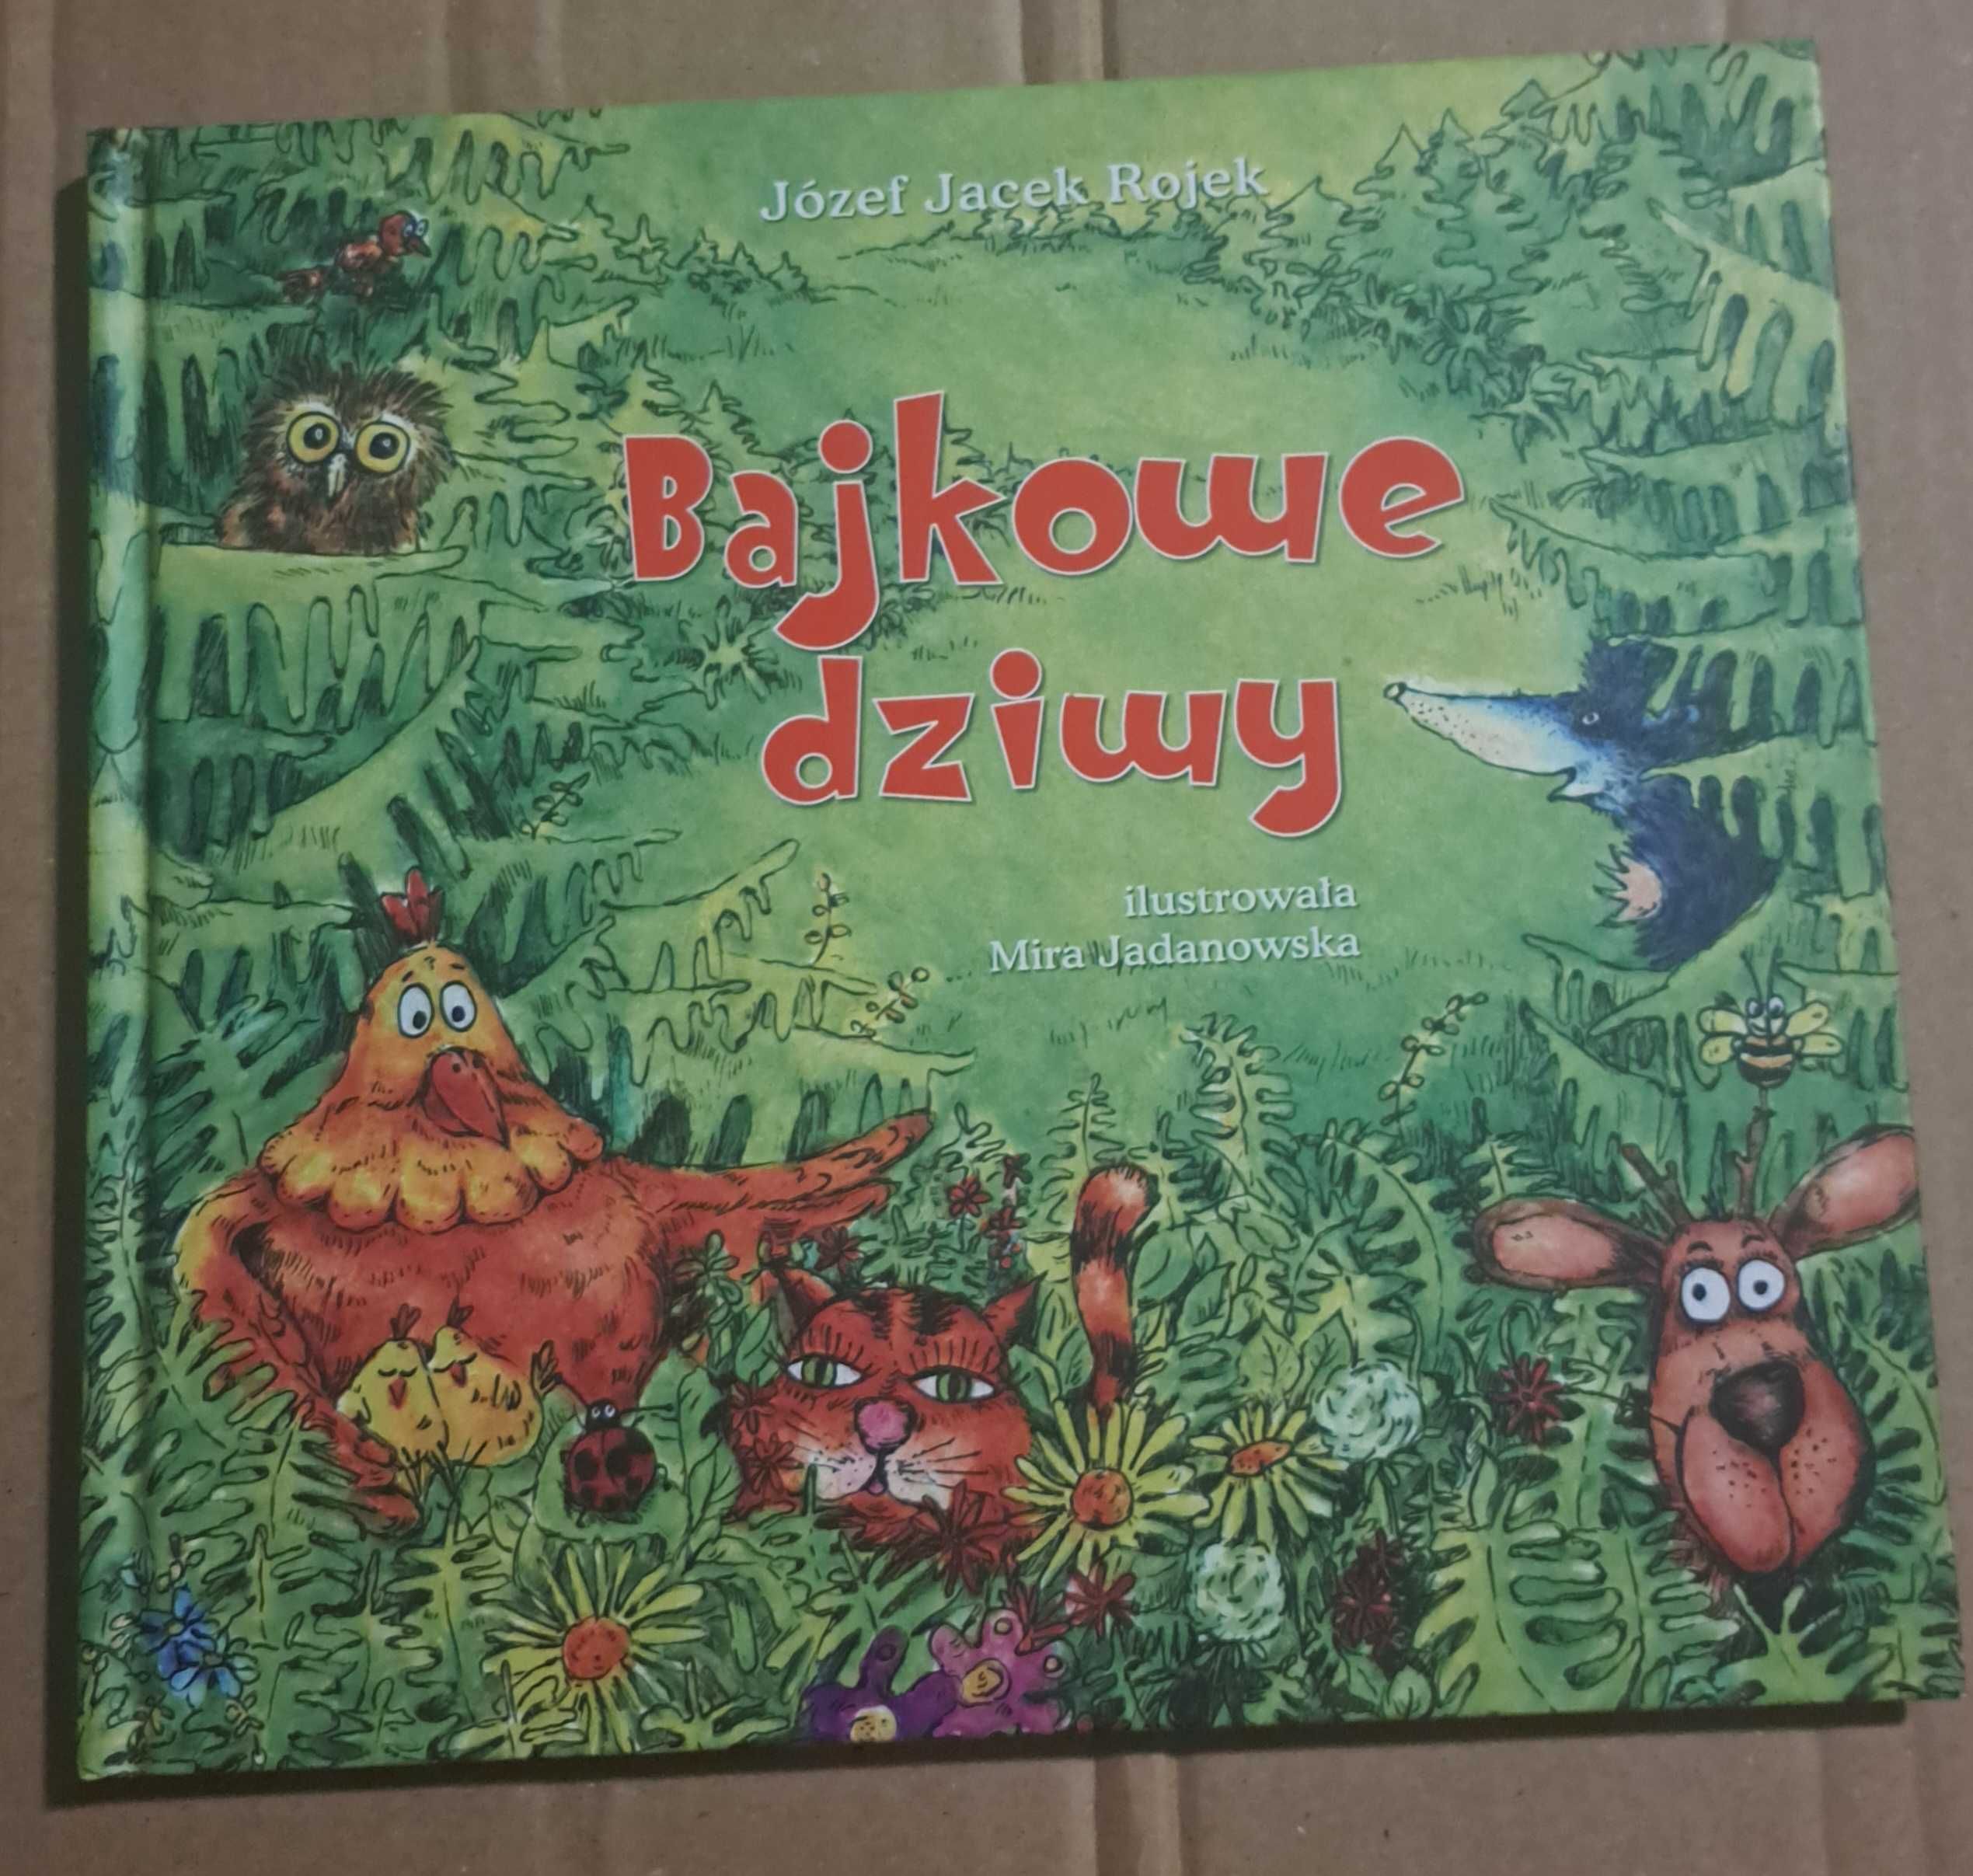 Józef Jacek Rojek
Bajkowe
dziwy
ilustrowała
Mira Jadanowska